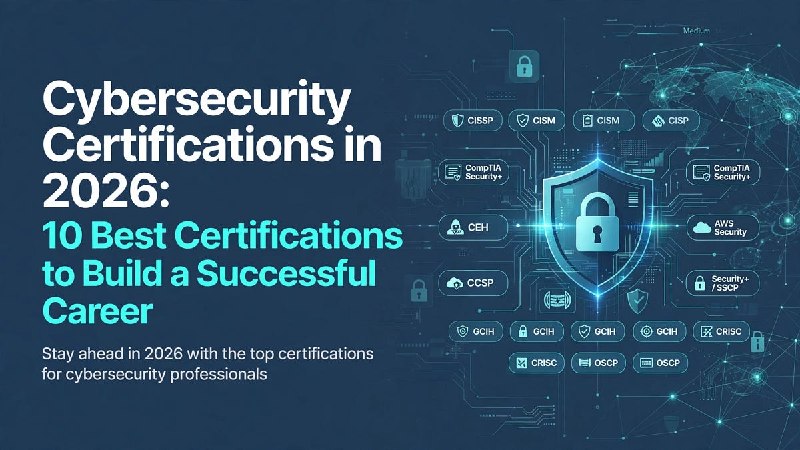 Medium
Cybersecurity
Certifications in
2026:
10 Best Certifications
to Build a Successful
Career
Stay ahead in 2026 with the top certifications
for cybersecurity professionals
CISSP
CISM
CISM
CISP
CompTIA
Security+
CompTIA
Security+
CEH
AWS
Security
CCSP
Security+
/SSCP
GCIH
GCIH
GCIH
GCIH
CRISC
CRISC
OSCP
OSCP